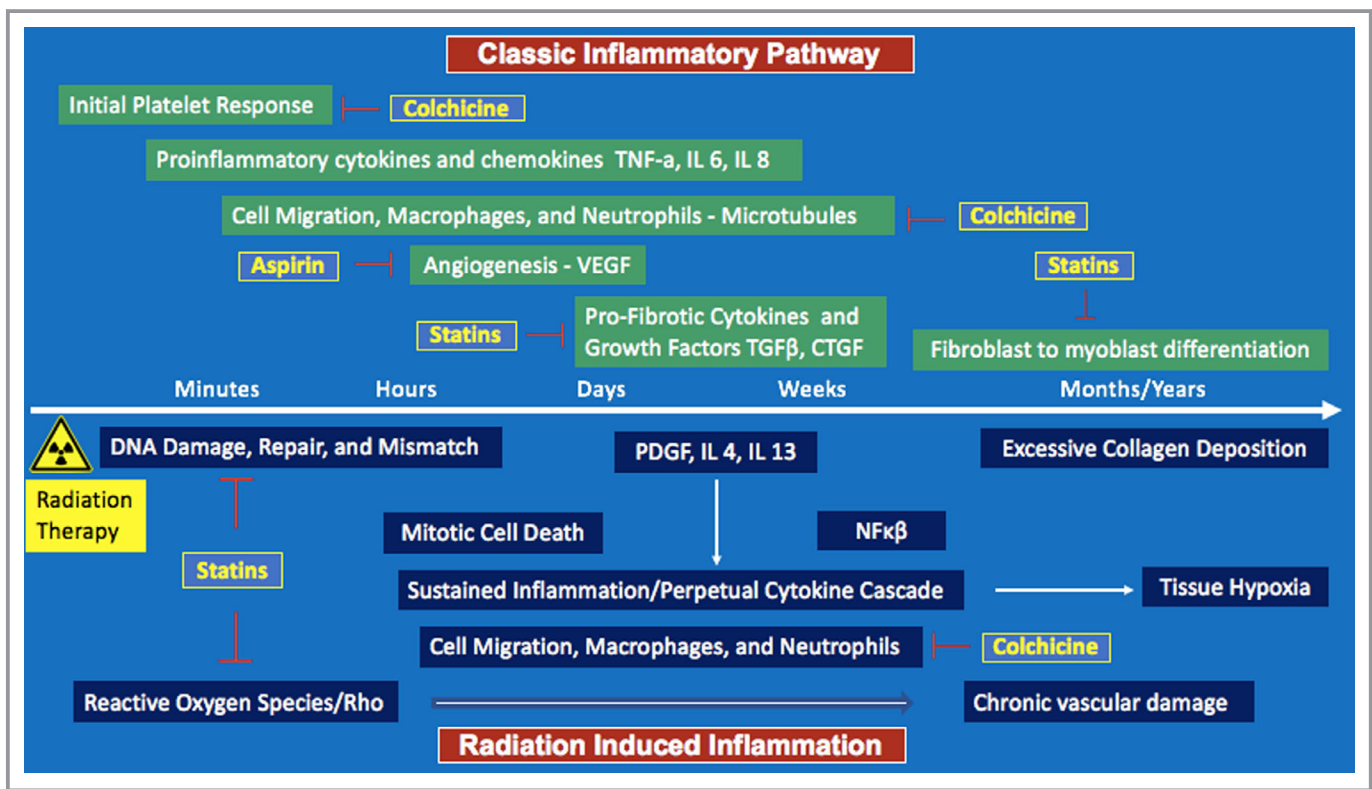 Classic Inflammatory Pathway
Initial Platelet Response
Colchicine
Proinflammatory cytokines and chemokines TNF-a, IL 6, IL 8
Cell Migration, Macrophages, and Neutrophils - Microtubules
Colchicine
Aspirin
Angiogenesis - VEGF
Statins
Statins
Pro-Fibrotic Cytokines and
Growth Factors TGFβ, CTGF
Fibroblast to myoblast differentiation
Minutes
Hours
Days
Weeks
Months/Years
Radiation
Therapy
DNA Damage, Repair, and Mismatch
PDGF, IL 4, IL 13
Excessive Collagen Deposition
Mitotic Cell Death
NFκβ
Statins
Sustained Inflammation/Perpetual Cytokine Cascade
Tissue Hypoxia
Cell Migration, Macrophages, and Neutrophils
Colchicine
Reactive Oxygen Species/Rho
Chronic vascular damage
Radiation Induced Inflammation